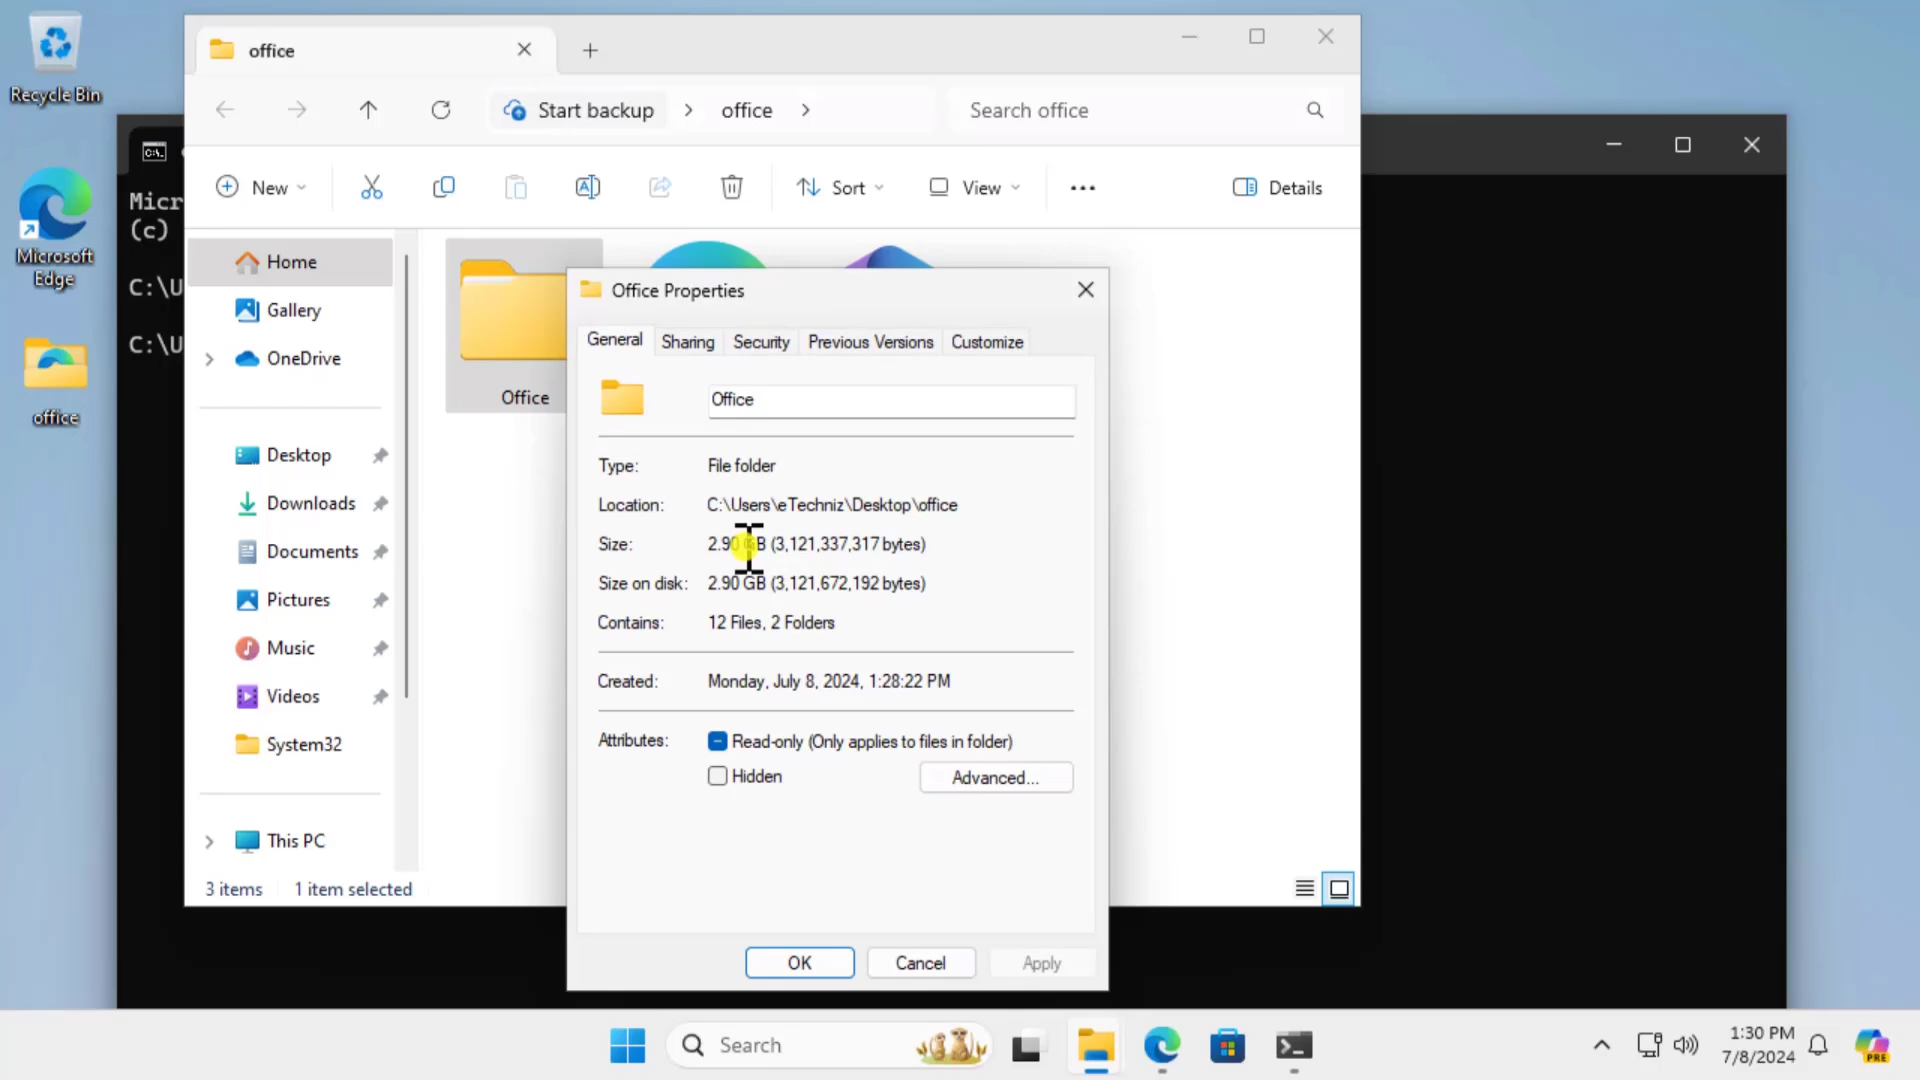 Recycle Bin
Microsoft
Edge
office
office
Start backup
office
Search office
New
Sort
View
Details
Micr
(c)
C:\U
C:\U
Home
Gallery
OneDrive
Desktop
Downloads
Documents
Pictures
Music
Videos
System32
This PC
3 items
1 item selected
Office
Office Properties
General Sharing Security Previous Versions Customize
Office
Type: File folder
Location: C:\Users\eTechniz\Desktop\office
Size: 2.90 GB (3,121,337,317 bytes)
Size on disk: 2.90 GB (3,121,672,192 bytes)
Contains: 12 Files, 2 Folders
Created: Monday, July 8, 2024, 1:28:22 PM
Attributes: Read-only (Only applies to files in folder)
Hidden Advanced...
OK Cancel Apply
Search
1:30 PM
7/8/2024
PRE